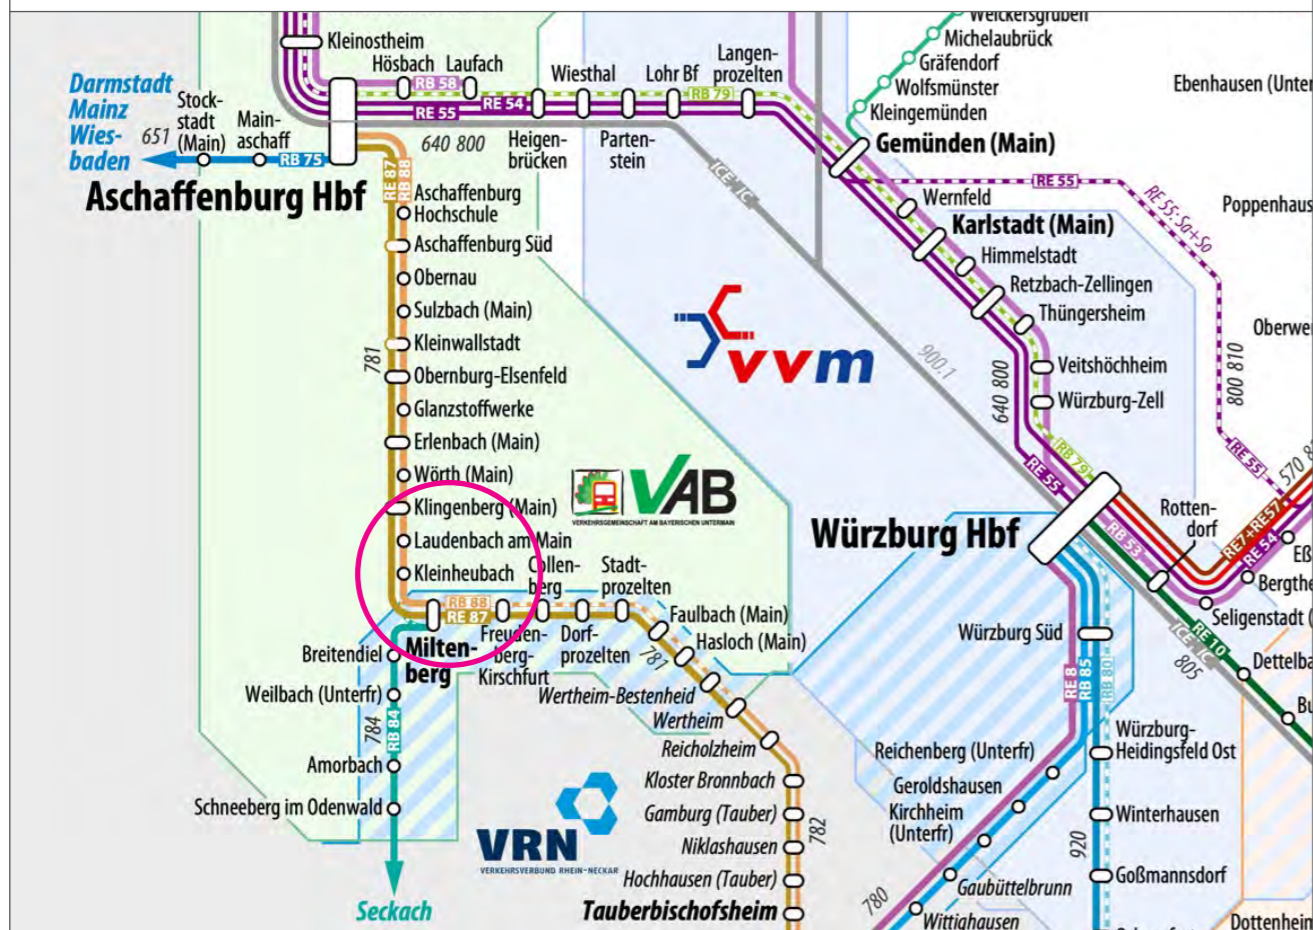 Weickersgruben
Michelaubrück
Gräfendorf
Wolfsmünster
Kleingemünden
Gemünden (Main)
Kleinostheim
Hösbach
Laufach
RB 58
Wiesthal
Lohr Bf
Langen-
prozelten
RB 79
RE 54
RE 55
Ebenhausen (Unter
Darmstadt
Mainz
Wies-
baden
651
Stock-
stadt
(Main)
Main-
aschaff
RB 75
640 800
Heigen-
brücken
Parten-
stein
Aschaffenburg Hbf
RE 87
RB 88
ICE, IC
RE 55
RE 55: Sa+So
Wernfeld
Karlstadt (Main)
Himmelstadt
Retzbach-Zellingen
Thüngersheim
Veitshöchheim
Würzburg-Zell
Poppenhaus
Oberwe
Aschaffenburg
Hochschule
Aschaffenburg Süd
Obernau
Sulzbach (Main)
Kleinwallstadt
Obernburg-Elsenfeld
Glanzstoffwerke
Erlenbach (Main)
Wörth (Main)
Klingenberg (Main)
Laudenbach am Main
Kleinheubach
781
vvm
900.1
640 800
800 810
RB 79
RE 55
RE 55
570 8
VAB
VERKEHRSGEMEINSCHAFT AM BAYERISCHEN UNTERMAIN
Würzburg Hbf
Rotten-
dorf
RB 53
RE7+RE57
RE 54
Eß
Bergthe
Seligenstadt (
RE 10
ICE, IC
805
Dettelba
Bu
Collen-
berg
Stadt-
prozelten
RB 88
RE 87
Milten-
berg
Freuden-
berg-
Kirschfurt
Dorf-
prozelten
781
Faulbach (Main)
Hasloch (Main)
Wertheim-Bestenheid
Wertheim
Reicholzheim
Kloster Bronnbach
Gamburg (Tauber)
Niklashausen
Hochhausen (Tauber)
Tauberbischofsheim
782
Breitendiel
Weilbach (Unterfr)
784
RB 84
Amorbach
Schneeberg im Odenwald
Seckach
VRN
VERKEHRSVERBUND RHEIN-NECKAR
Würzburg Süd
RE 8
RB 85
RB 80
Würzburg-
Heidingsfeld Ost
Reichenberg (Unterfr)
Geroldshausen
Kirchheim
(Unterfr)
Winterhausen
920
Goßmannsdorf
Gaubüttelbrunn
780
Wittighausen
Dottenhein